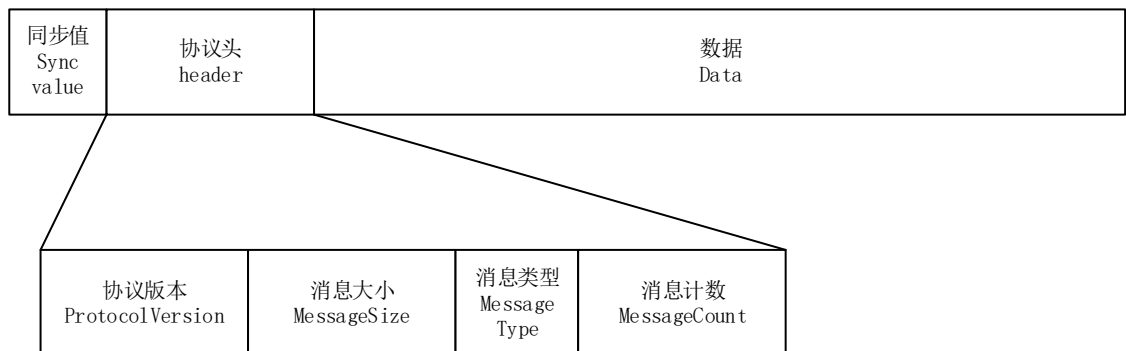 同步值
Sync
value
协议头
header
数据
Data
协议版本
ProtocolVersion
消息大小
MessageSize
消息类型
Message
Type
消息计数
MessageCount